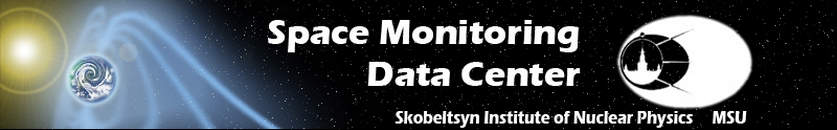 Space Monitoring
Data Center
Skobeltsyn Institute of Nuclear Physics MSU